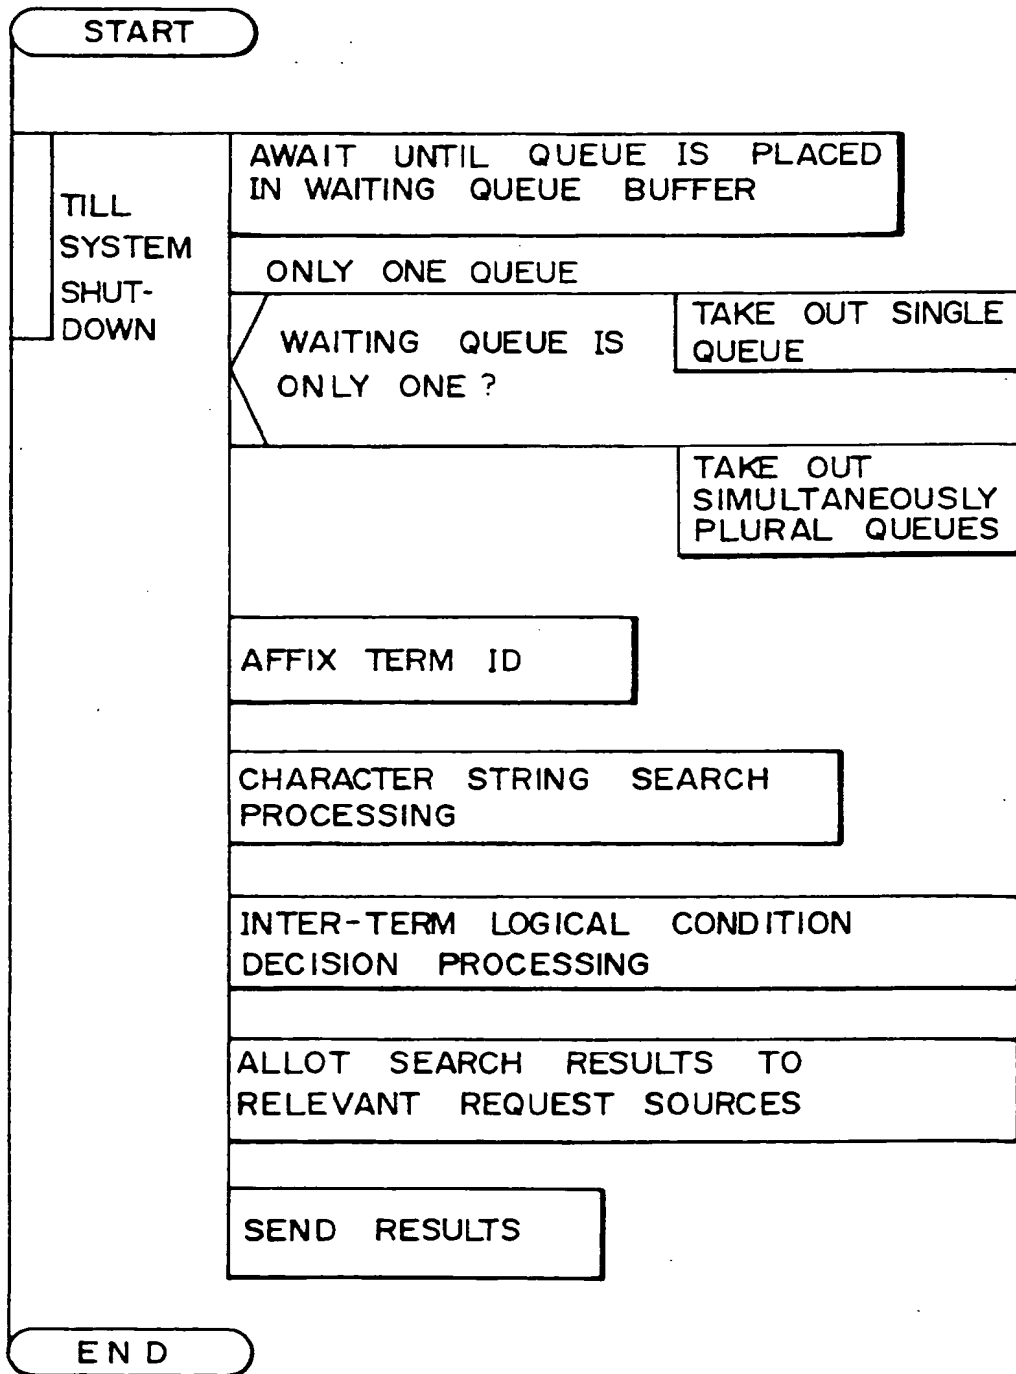 START
AWAIT UNTIL QUEUE IS PLACED
IN WAITING QUEUE BUFFER
TILL
SYSTEM
SHUT-
DOWN
ONLY ONE QUEUE
WAITING QUEUE IS
ONLY ONE ?
TAKE OUT SINGLE
QUEUE
TAKE OUT
SIMULTANEOUSLY
PLURAL QUEUES
AFFIX TERM ID
CHARACTER STRING SEARCH
PROCESSING
INTER-TERM LOGICAL CONDITION
DECISION PROCESSING
ALLOT SEARCH RESULTS TO
RELEVANT REQUEST SOURCES
SEND RESULTS
END